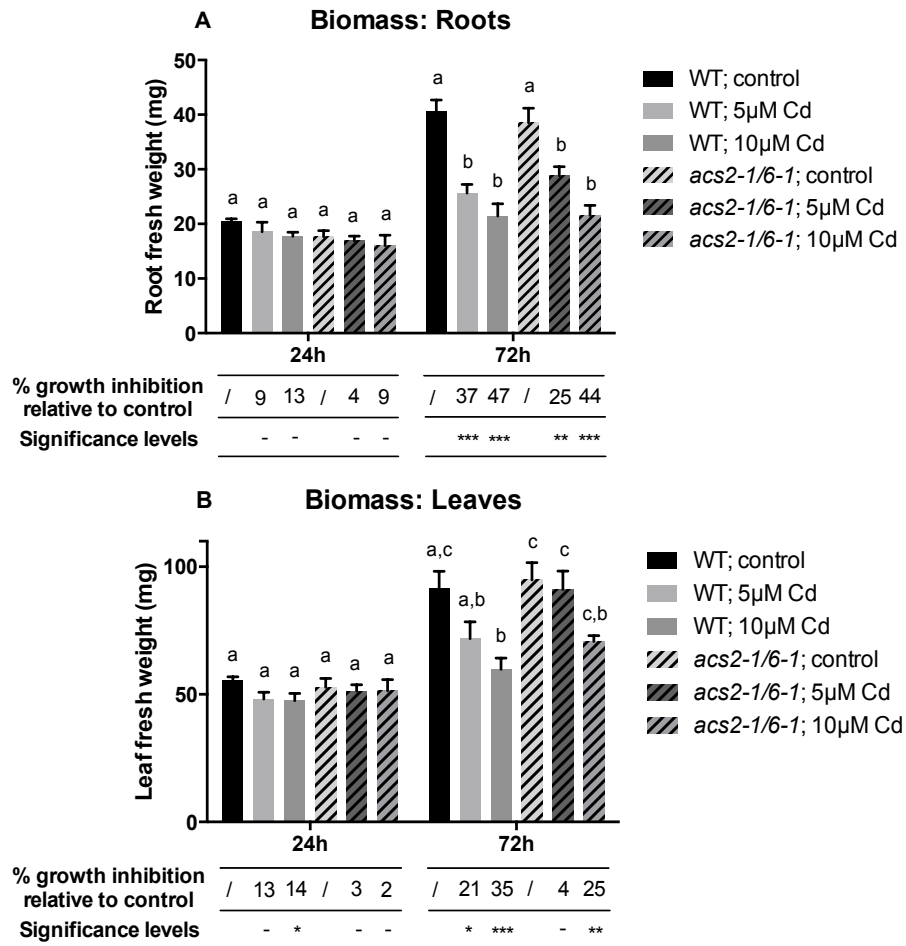 A Biomass: Roots
Root fresh weight (mg)
50
40
30
20
10
0
a a a a a a
a b b a b b
24h 72h
WT; control
WT; 5µM Cd
WT; 10µM Cd
acs2-1/6-1; control
acs2-1/6-1; 5µM Cd
acs2-1/6-1; 10µM Cd
% growth inhibition
relative to control
/ 9 13 / 4 9 / 37 47 / 25 44
Significance levels - - - - *** *** ** ***
B Biomass: Leaves
Leaf fresh weight (mg)
100
50
0
a a a a a a
a,c a,b b c c c,b
24h 72h
WT; control
WT; 5µM Cd
WT; 10µM Cd
acs2-1/6-1; control
acs2-1/6-1; 5µM Cd
acs2-1/6-1; 10µM Cd
% growth inhibition
relative to control
/ 13 14 / 3 2 / 21 35 / 4 25
Significance levels - * - - * *** - **